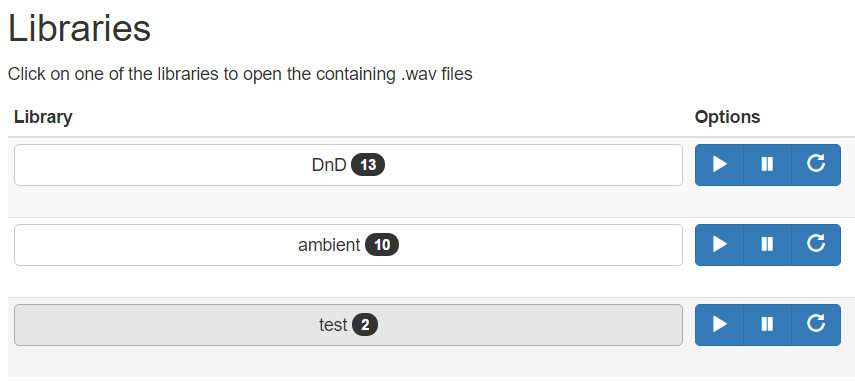 Libraries
Click on one of the libraries to open the containing .wav files
Library Options
DnD 13
ambient 10
test 2